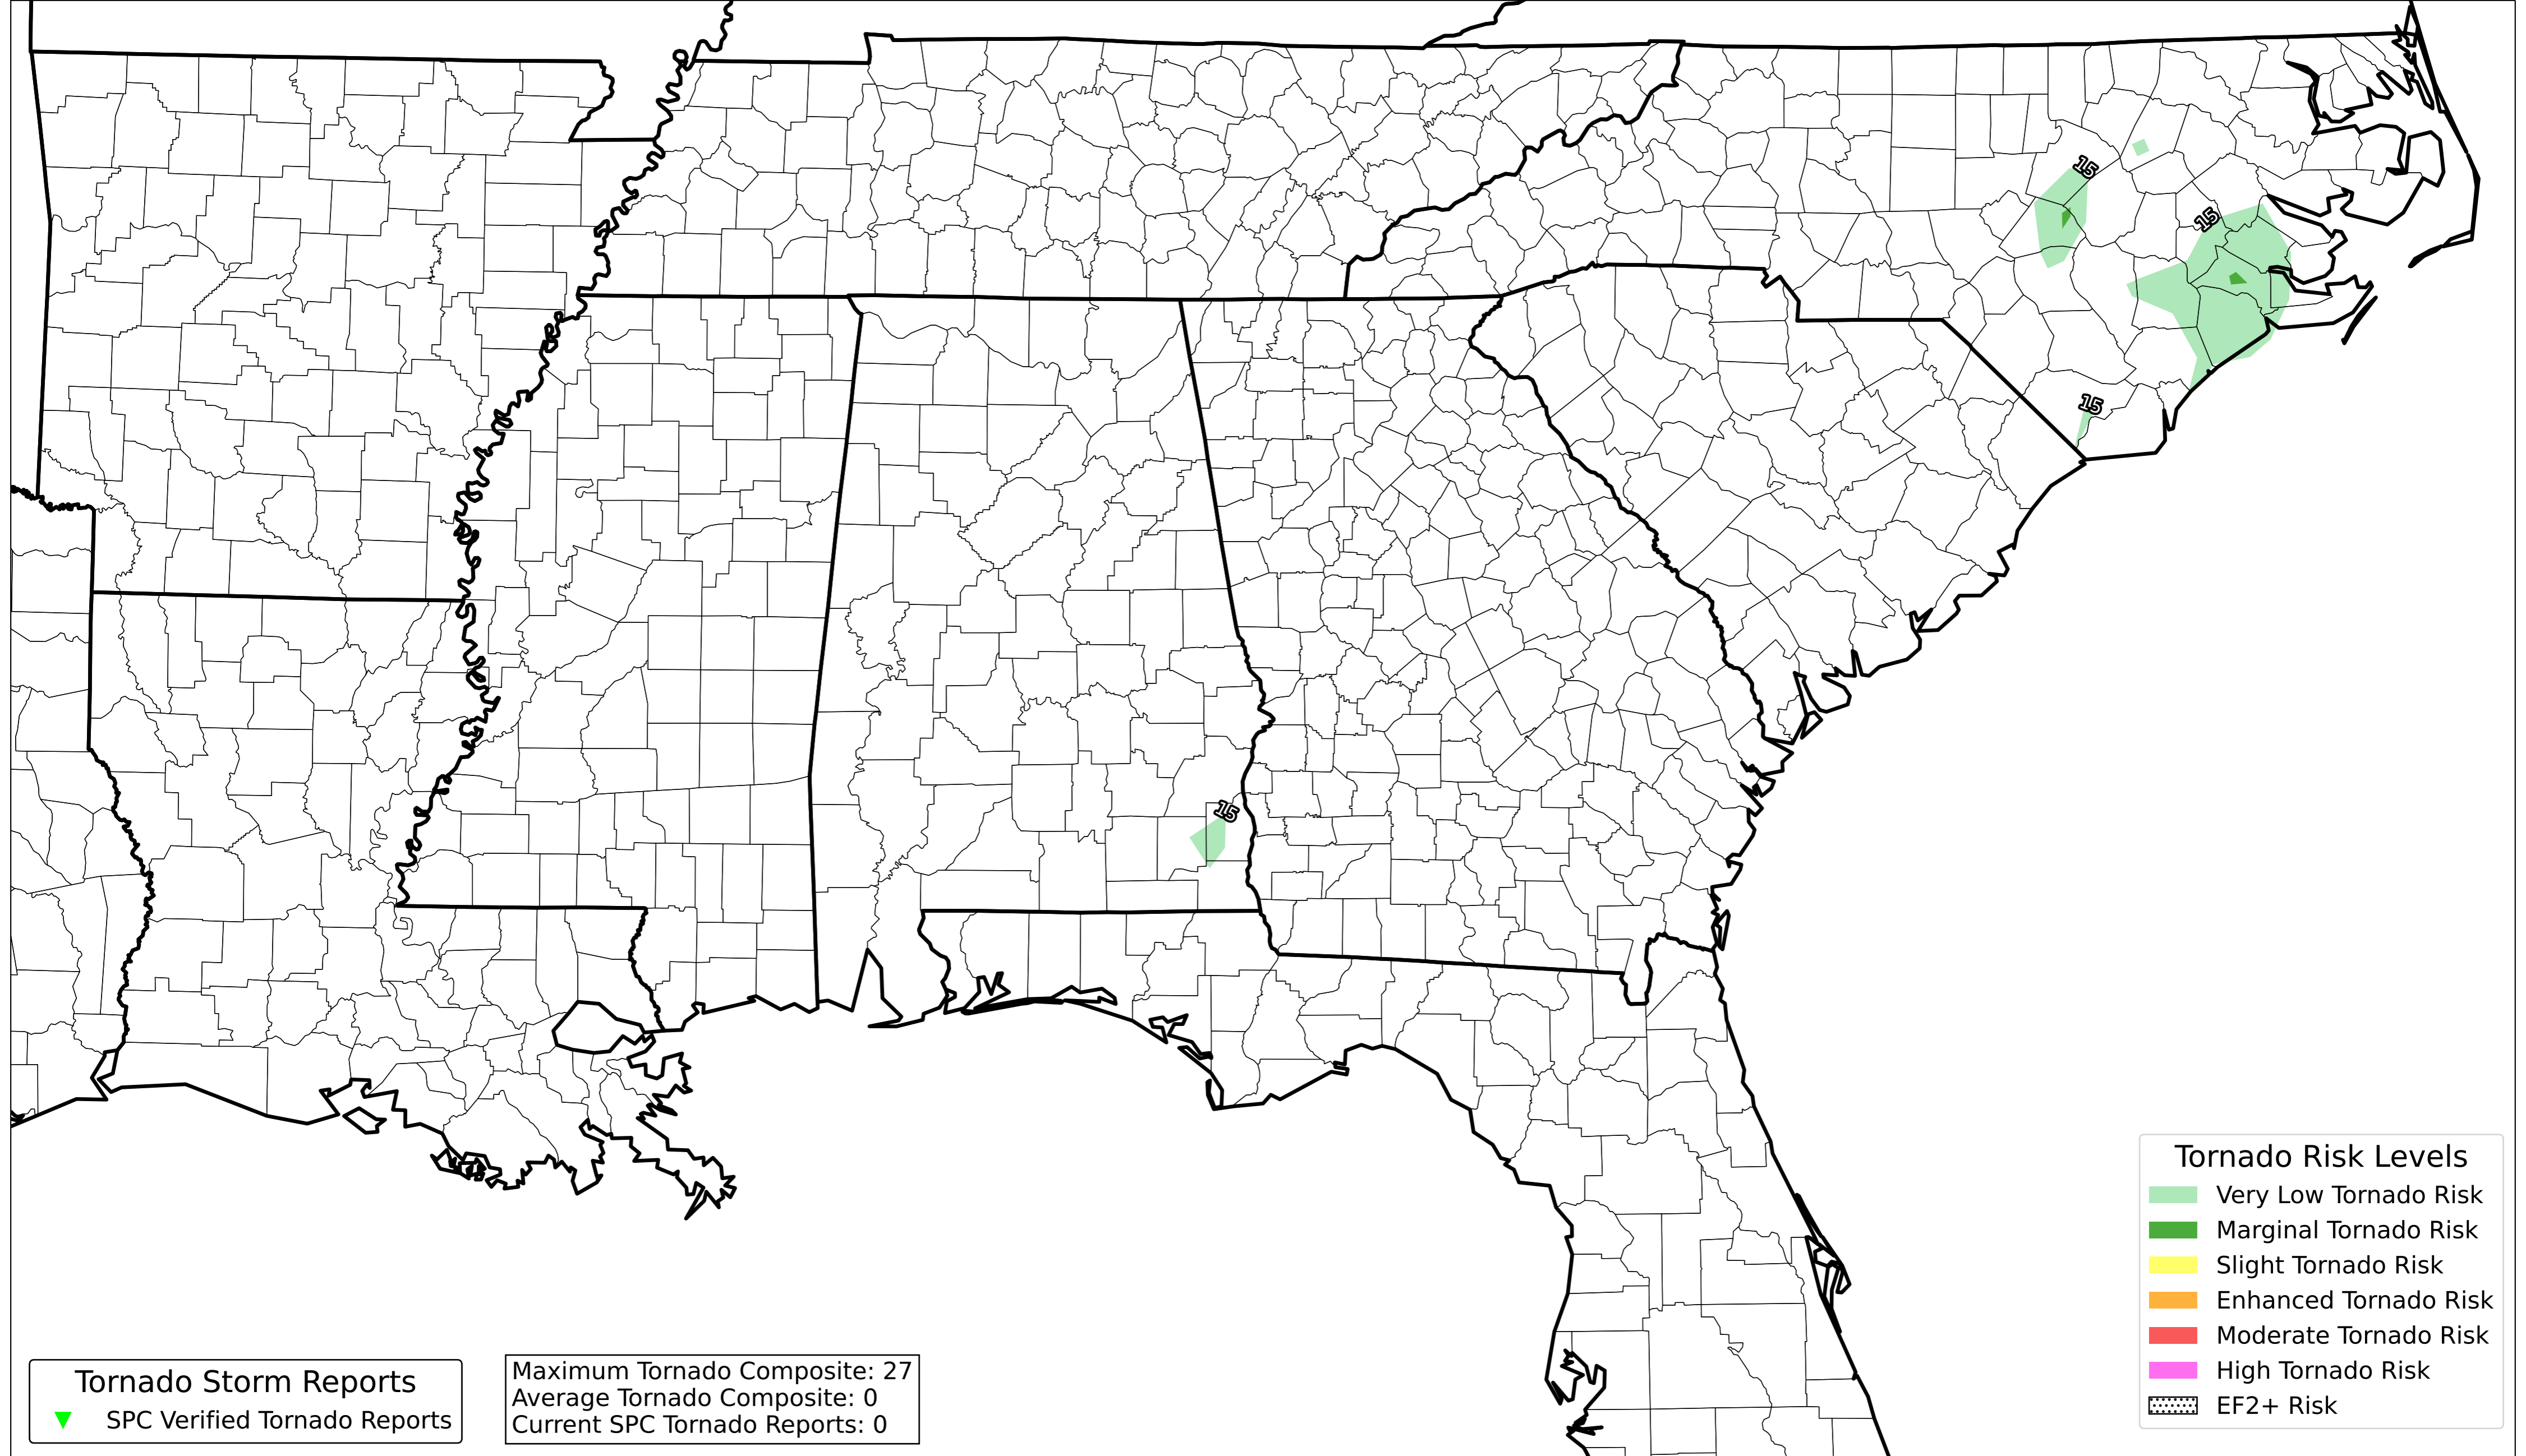 15
15
15
15
Tornado Risk Levels
Very Low Tornado Risk
Marginal Tornado Risk
Slight Tornado Risk
Enhanced Tornado Risk
Moderate Tornado Risk
High Tornado Risk
EF2+ Risk
Tornado Storm Reports
SPC Verified Tornado Reports
Maximum Tornado Composite: 27
Average Tornado Composite: 0
Current SPC Tornado Reports: 0